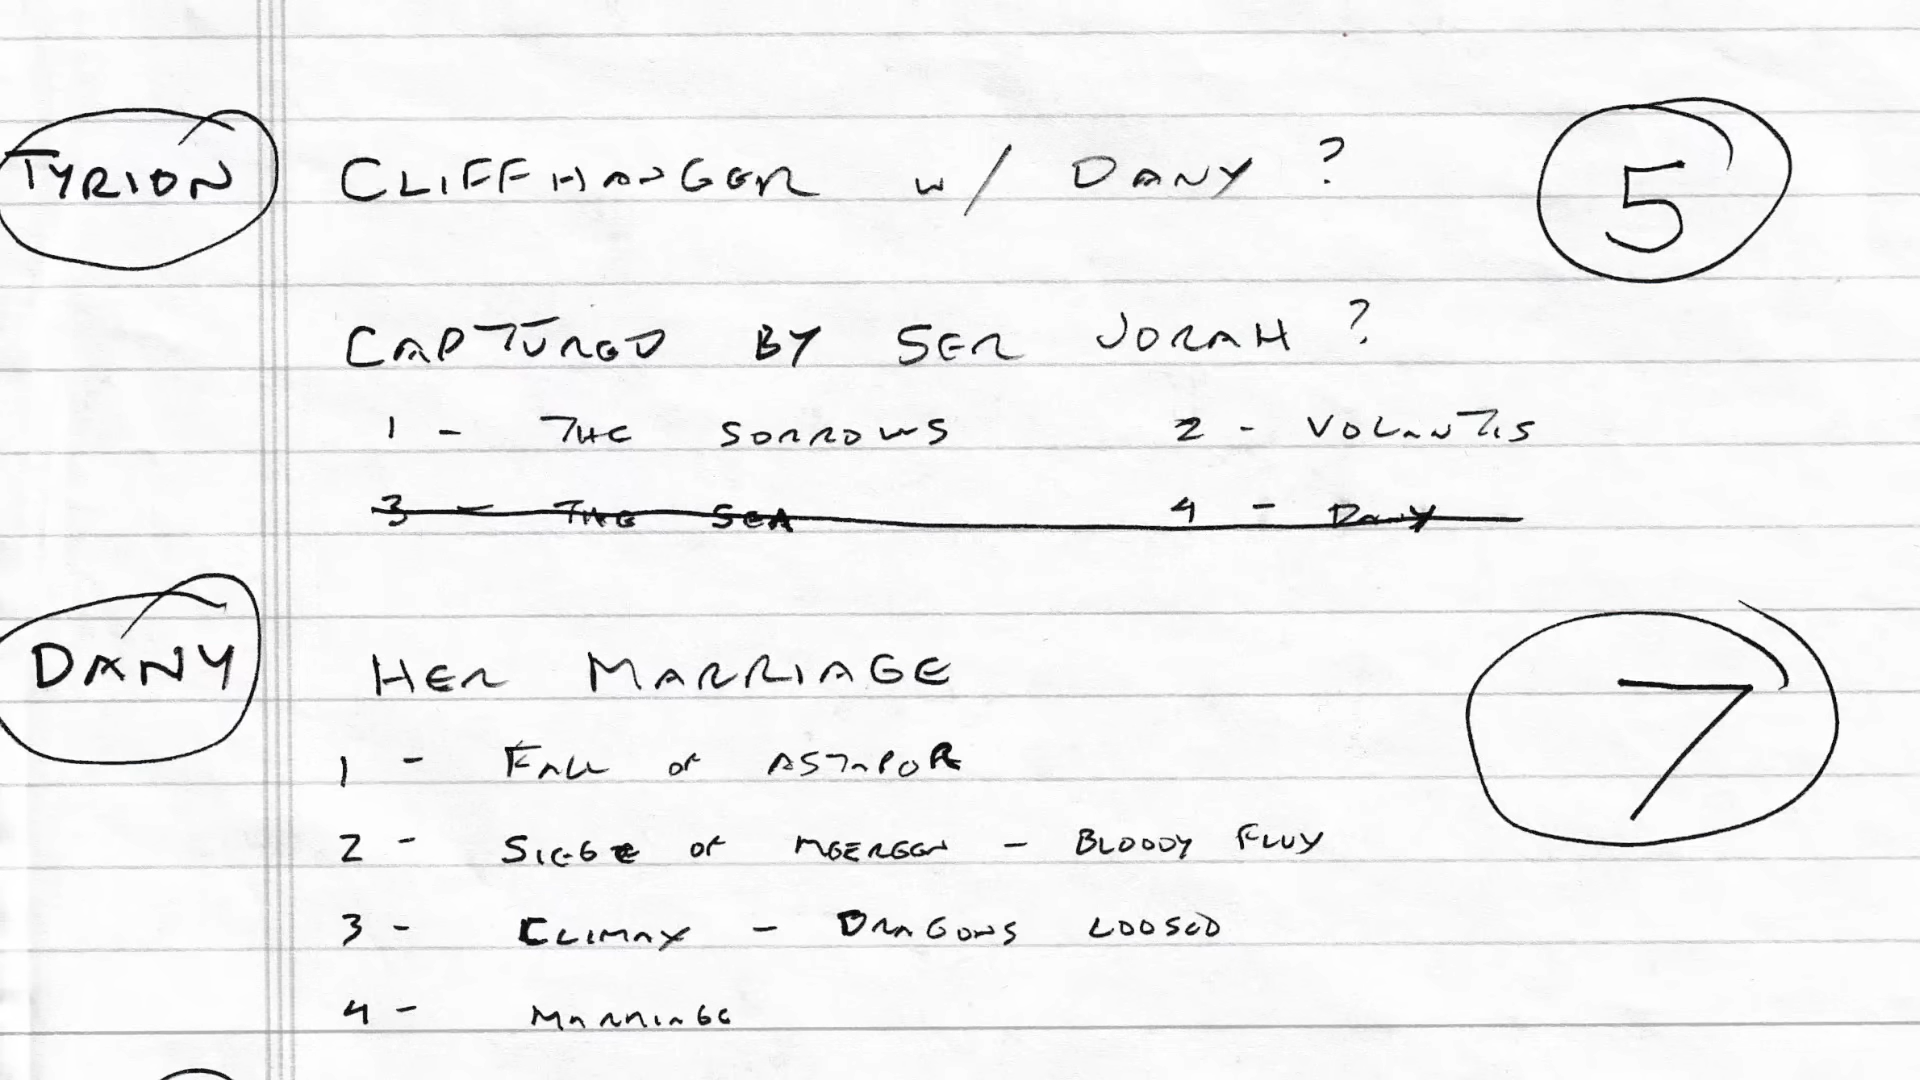 TYRION CLIFFHANGER w/ DANY? 5
CAPTURED BY SER JORAH?
1 - THE SORROWS 2 - VOLANTIS
3 - THE SEA 4 - DANY
DANY HER MARRIAGE 7
1 - FALL OF ASTAPOR
2 - SIEGE OF MEEREEN - BLOODY FLUX
3 - CLIMAX - DRAGONS LOOSED
4 - MARRIAGE